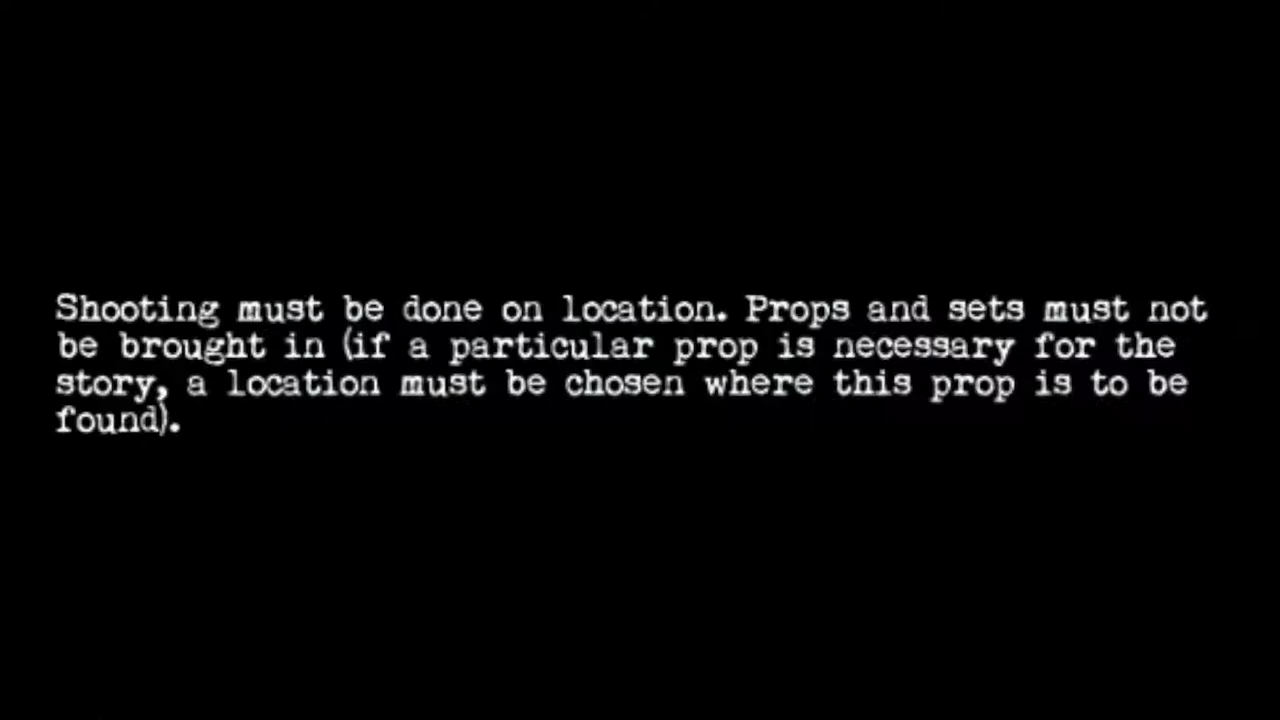 Shooting must be done on location. Props and sets must not
be brought in (if a particular prop is necessary for the
story, a location must be chosen where this prop is to be
found).